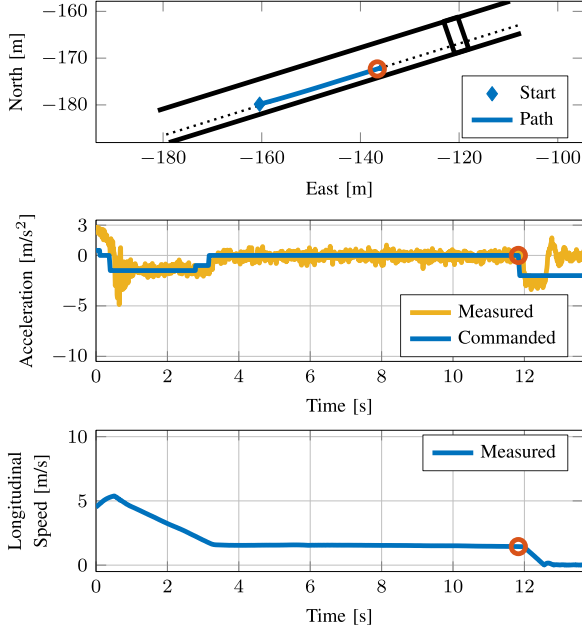 −160
−170
−180
North [m]
Start
Path
−180
−160
−140
−120
−100
East [m]
3
0
−5
−10
Acceleration [m/s²]
Measured
Commanded
0
2
4
6
8
10
12
Time [s]
10
5
0
Longitudinal
Speed [m/s]
Measured
0
2
4
6
8
10
12
Time [s]